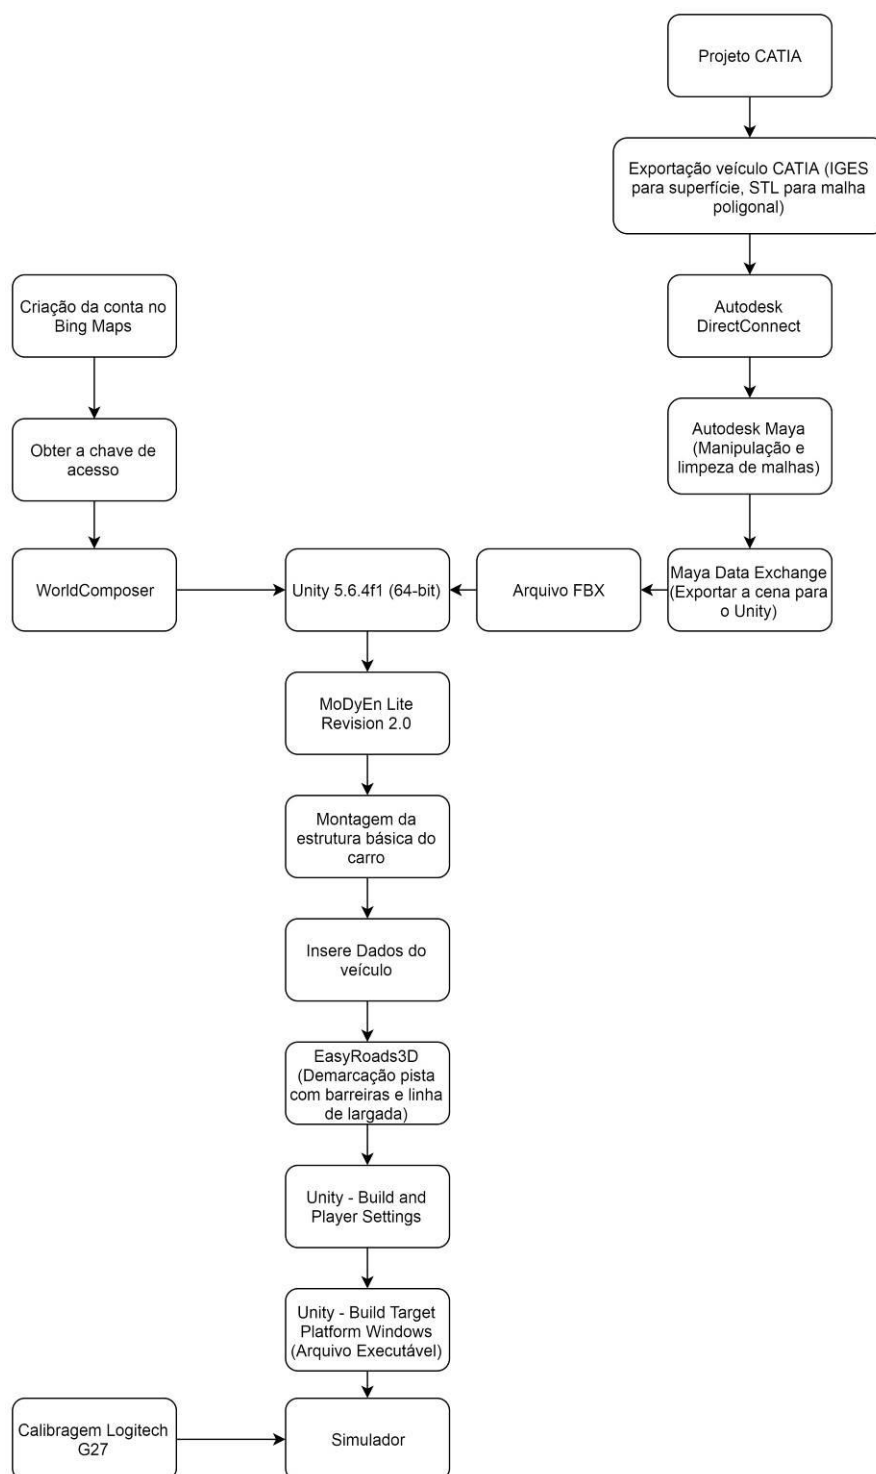 Projeto CATIA
Exportação veículo CATIA (IGES
para superfície, STL para malha
poligonal)
Criação da conta no
Bing Maps
Autodesk
DirectConnect
Obter a chave de
acesso
Autodesk Maya
(Manipulação e
limpeza de malhas)
WorldComposer
Unity 5.6.4f1 (64-bit)
Arquivo FBX
Maya Data Exchange
(Exportar a cena para
o Unity)
MoDyEn Lite
Revision 2.0
Montagem da
estrutura básica do
carro
Insere Dados do
veículo
EasyRoads3D
(Demarcação pista
com barreiras e linha
de largada)
Unity - Build and
Player Settings
Unity - Build Target
Platform Windows
(Arquivo Executável)
Calibragem Logitech
G27
Simulador